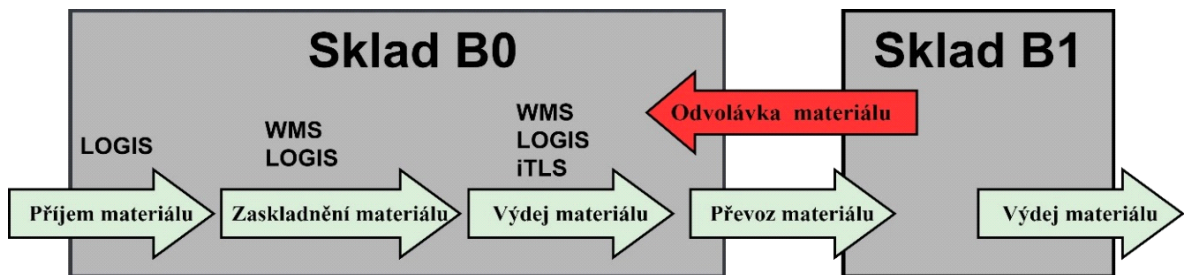 Sklad B0
Sklad B1
Odvolávka materiálu
LOGIS
WMS
LOGIS
WMS
LOGIS
iTLS
Příjem materiálu
Zaskladnění materiálu
Výdej materiálu
Převoz materiálu
Výdej materiálu